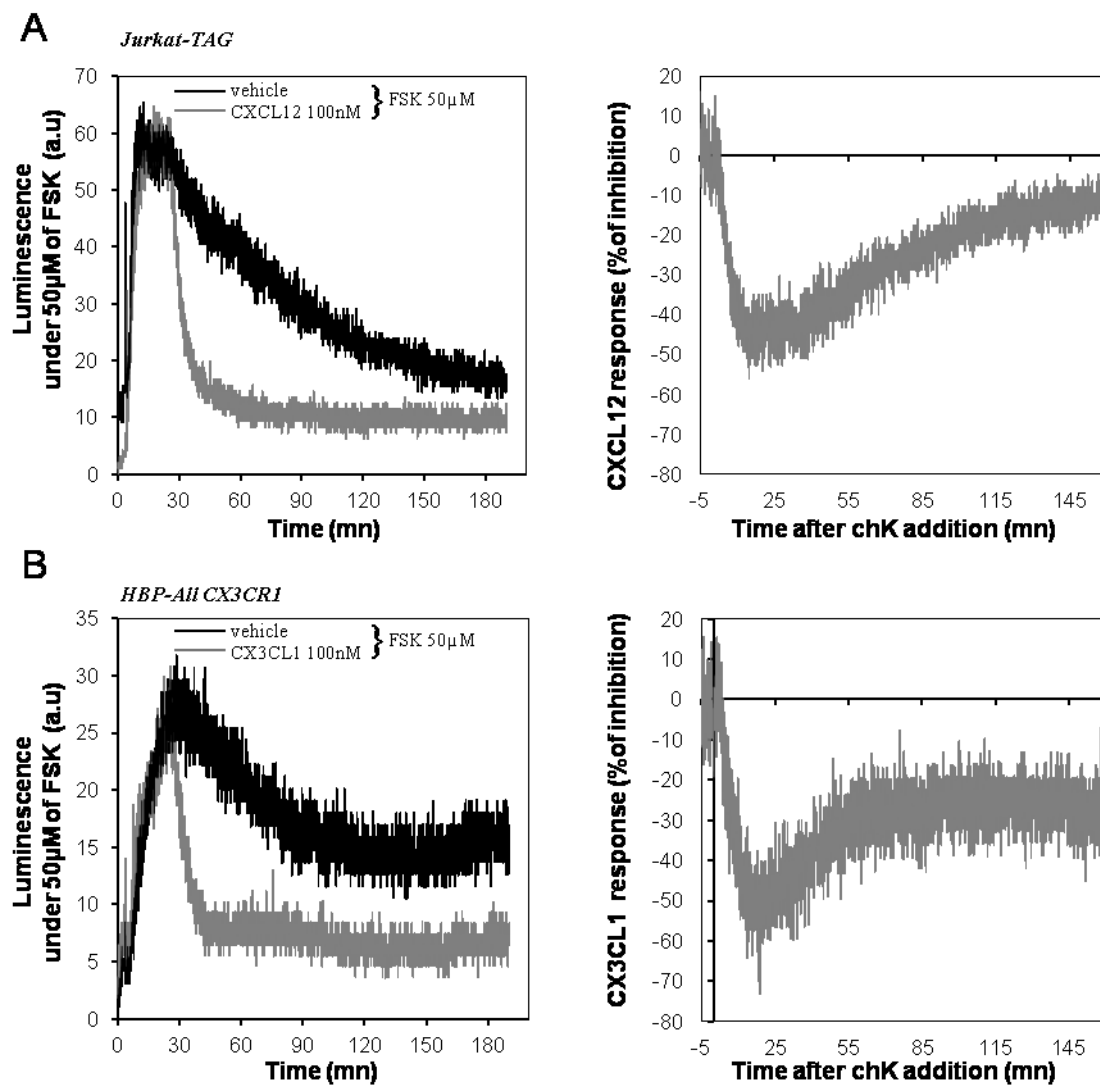 A
Jurkat-TAG
Luminescence
under 50µM of FSK (a.u)
70
60
50
40
30
20
10
0
vehicle
CXCL12 100nM
} FSK 50µM
0 30 60 90 120 150 180
Time (mn)
CXCL12 response (% of inhibition)
20
10
0
-10
-20
-30
-40
-50
-60
-70
-80
-5 25 55 85 115 145
Time after chK addition (mn)
B
HBP-All CX3CR1
Luminescence
under 50µM of FSK (a.u)
35
30
25
20
15
10
5
0
vehicle
CX3CL1 100nM
} FSK 50µM
0 30 60 90 120 150 180
Time (mn)
CX3CL1 response (% of inhibition)
20
10
0
-10
-20
-30
-40
-50
-60
-70
-80
-5 25 55 85 115 145
Time after chK addition (mn)